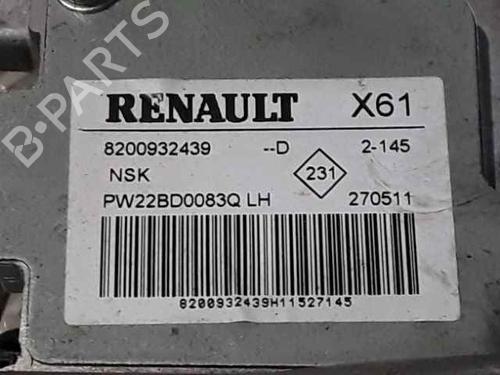 RENAULT X61
8200932439 --D 2-145
NSK 231
PW22BD0083Q LH 270511
8200932439H11527145
B-PARTS